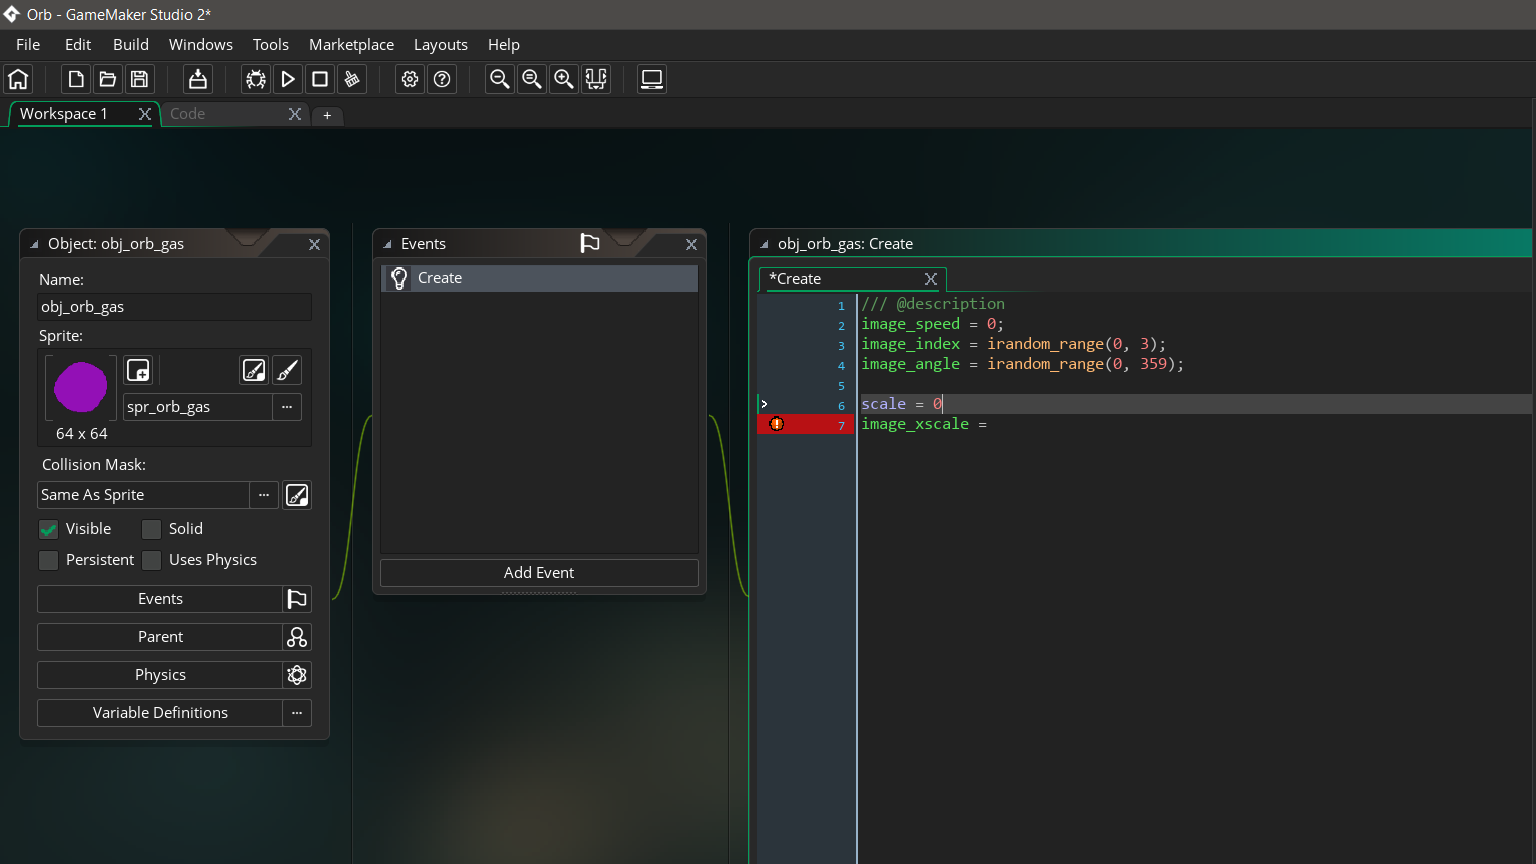 Orb - GameMaker Studio 2*
File Edit Build Windows Tools Marketplace Layouts Help
Workspace 1 Code +
Object: obj_orb_gas
Name:
obj_orb_gas
Sprite:
spr_orb_gas ...
64 x 64
Collision Mask:
Same As Sprite ...
Visible Solid
Persistent Uses Physics
Events
Parent
Physics
Variable Definitions ...
Events
Create
Add Event
obj_orb_gas: Create
*Create
1 /// @description
2 image_speed = 0;
3 image_index = irandom_range(0, 3);
4 image_angle = irandom_range(0, 359);
5
6 scale = 0
7 image_xscale =